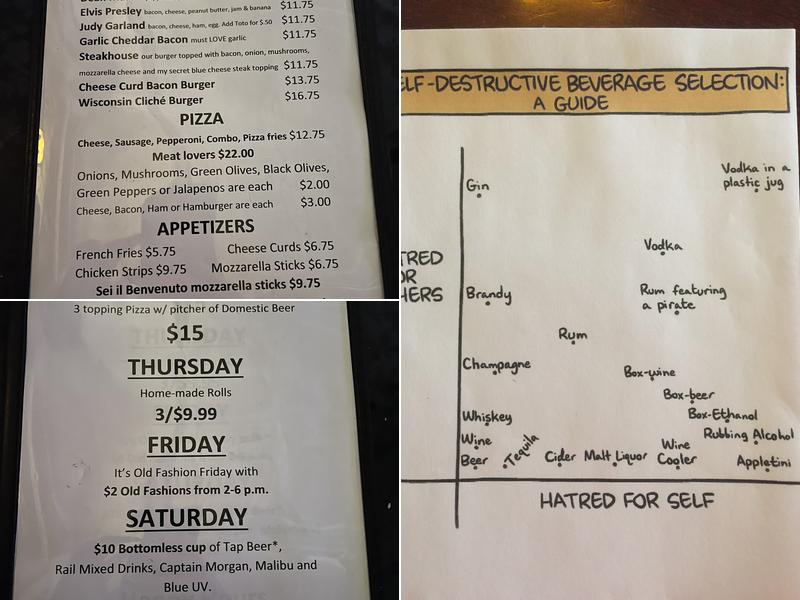 Elvis Presley bacon, cheese, peanut butter, jam & banana $11.75
Judy Garland bacon, cheese, ham, egg. Add Toto for $.50 $11.75
Garlic Cheddar Bacon must LOVE garlic $11.75
Steakhouse our burger topped with bacon, onion, mushrooms,
mozzarella cheese and my secret blue cheese steak topping $11.75
Cheese Curd Bacon Burger $13.75
Wisconsin Cliché Burger $16.75
PIZZA
Cheese, Sausage, Pepperoni, Combo, Pizza fries $12.75
Meat lovers $22.00
Onions, Mushrooms, Green Olives, Black Olives,
Green Peppers or Jalapenos are each $2.00
Cheese, Bacon, Ham or Hamburger are each $3.00
APPETIZERS
French Fries $5.75 Cheese Curds $6.75
Chicken Strips $9.75 Mozzarella Sticks $6.75
Sei il Benvenuto mozzarella sticks $9.75
3 topping Pizza w/ pitcher of Domestic Beer
$15
THURSDAY
Home-made Rolls
3/$9.99
FRIDAY
It's Old Fashion Friday with
$2 Old Fashions from 2-6 p.m.
SATURDAY
$10 Bottomless cup of Tap Beer*,
Rail Mixed Drinks, Captain Morgan, Malibu and
Blue UV.
ELF-DESTRUCTIVE BEVERAGE SELECTION:
A GUIDE
Vodka in a
plastic jug
Gin
Vodka
TRED
OR
HERS
Brandy
Rum featuring
a pirate
Rum
Champagne
Box-wine
Box-beer
Whiskey
Box-Ethanol
Wine
Tequila
Wine
Cooler
Rubbing Alcohol
Beer
Cider
Malt Liquor
Appletini
HATRED FOR SELF